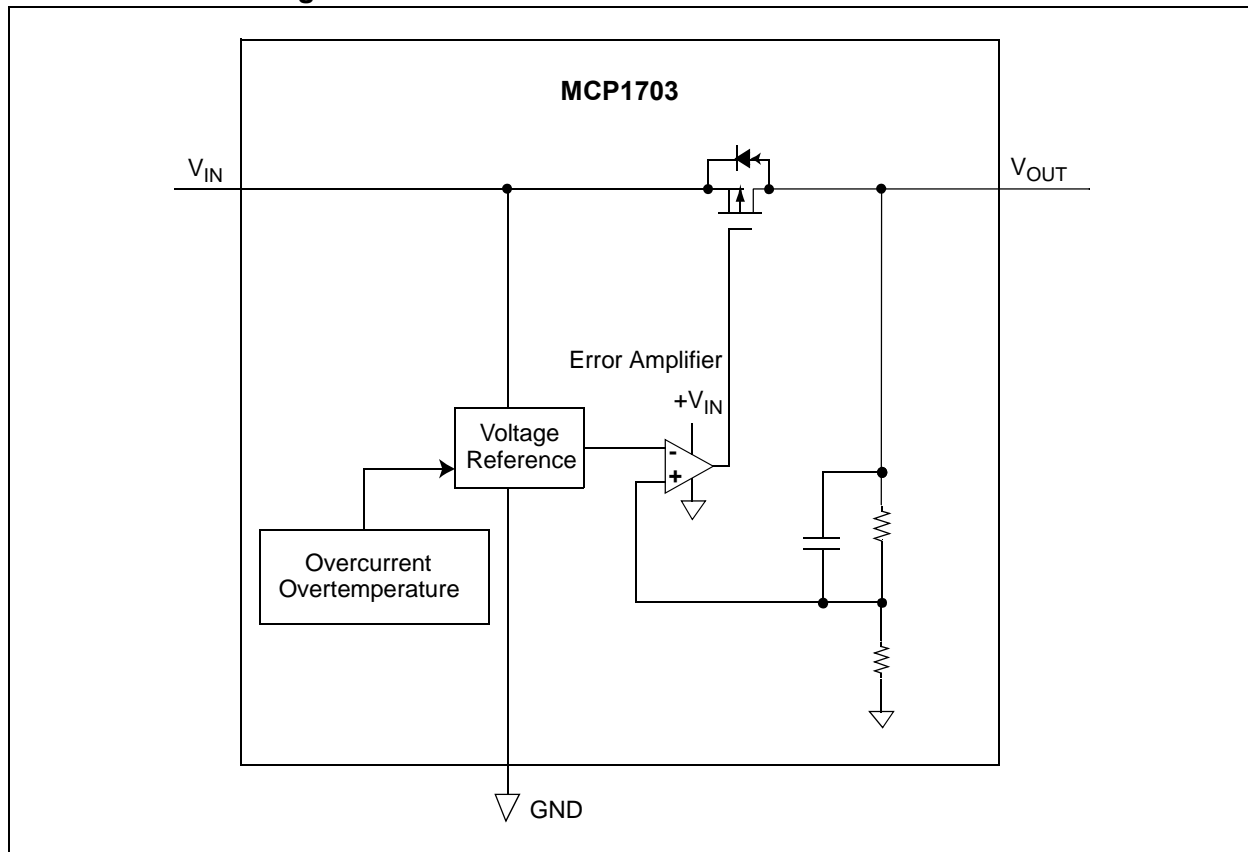 MCP1703
VIN
VOUT
Error Amplifier
+VIN
Voltage
Reference
-
+
Overcurrent
Overtemperature
GND